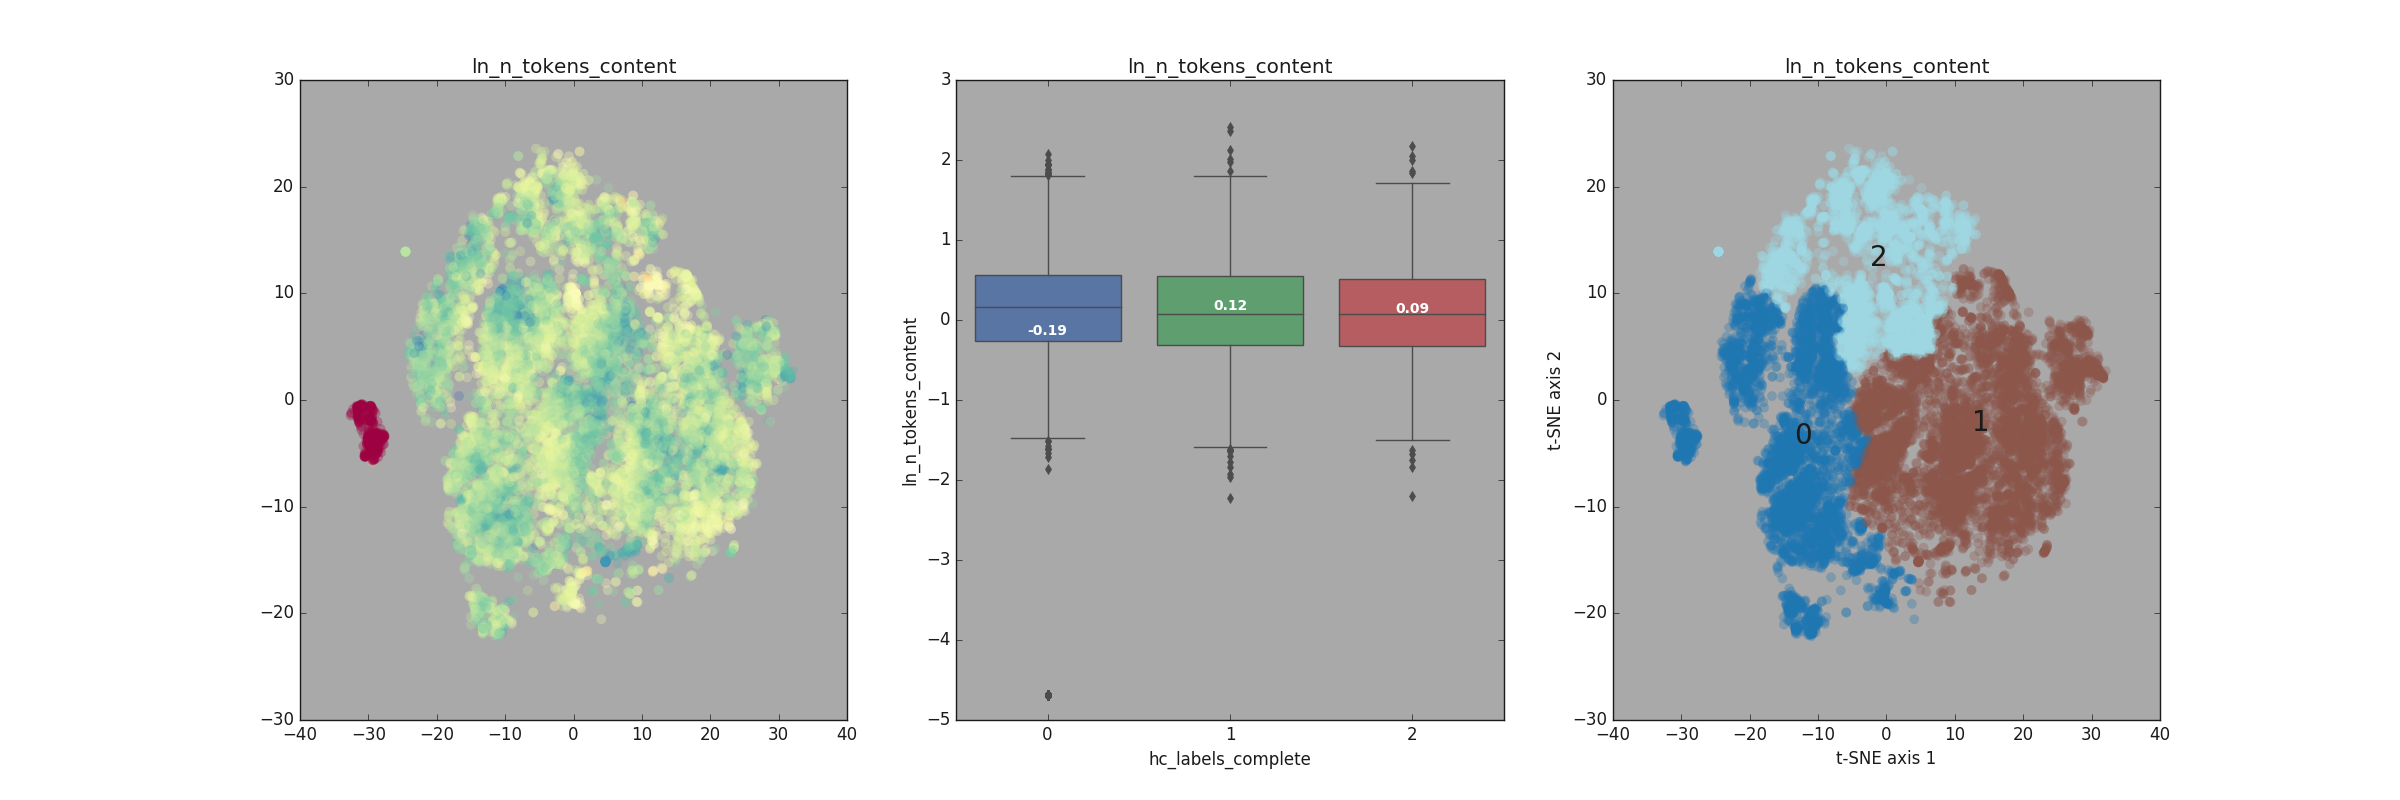 ln_n_tokens_content
30
20
10
0
−10
−20
−30
−40 −30 −20 −10 0 10 20 30 40
ln_n_tokens_content
ln_n_tokens_content
3
2
1
0
−1
−2
−3
−4
−5
-0.19
0.12
0.09
0 1 2
hc_labels_complete
ln_n_tokens_content
t-SNE axis 2
30
20
10
0
−10
−20
−30
2
1
0
−40 −30 −20 −10 0 10 20 30 40
t-SNE axis 1